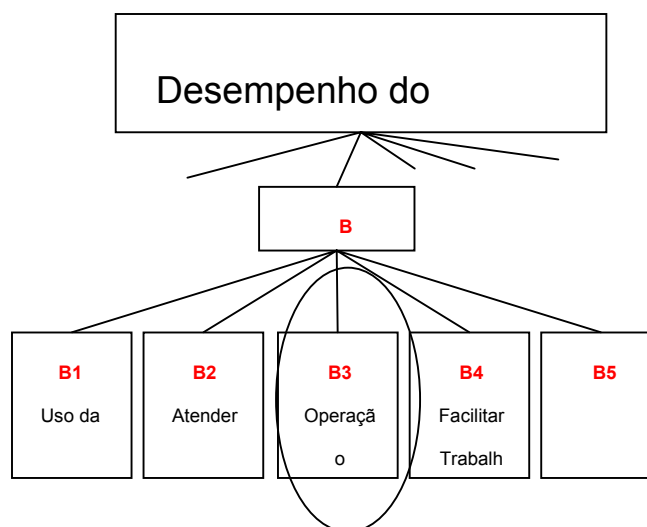 Desempenho do
B
B1 B2 B3 B4 B5
Uso da Atender Operaçã Facilitar
o Trabalh